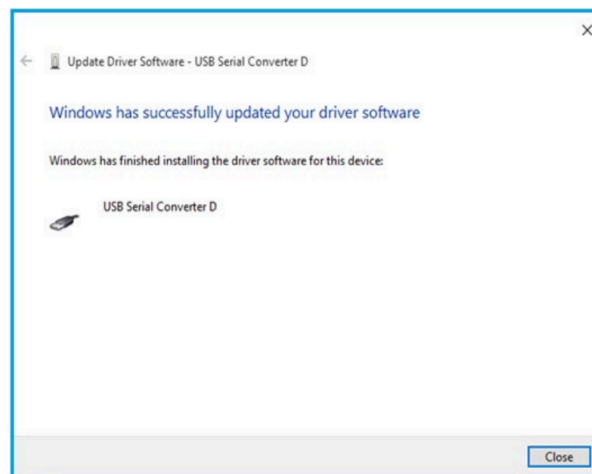 Update Driver Software - USB Serial Converter D
Windows has successfully updated your driver software
Windows has finished installing the driver software for this device:
USB Serial Converter D
Close